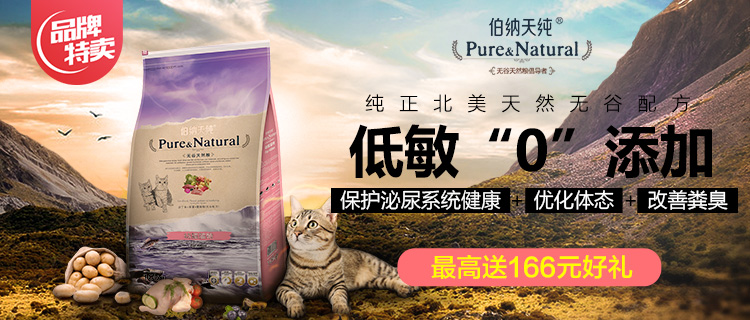 品牌
特卖
伯纳天纯®
Pure&Natural
无谷天然粮倡导者
纯正北美天然无谷配方
低敏“0”添加
保护泌尿系统健康+优化体态+改善粪臭
最高送166元好礼
伯纳天纯
Pure&Natural